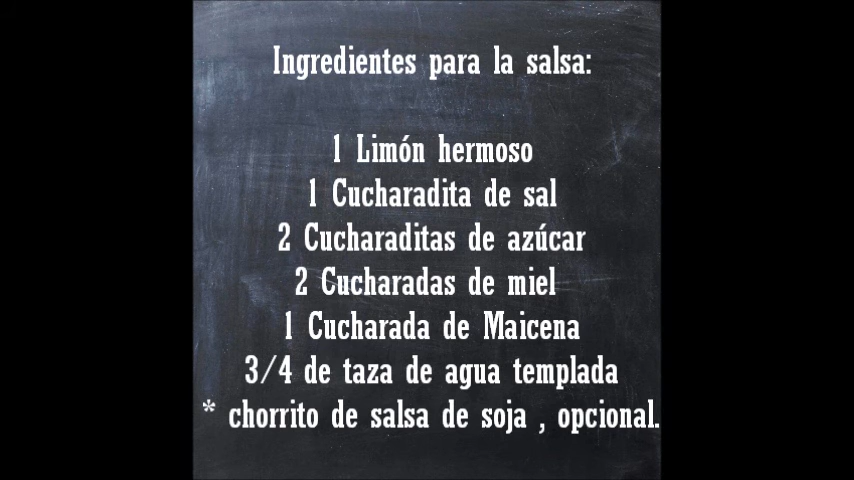 Ingredientes para la salsa:
1 Limón hermoso
1 Cucharadita de sal
2 Cucharaditas de azúcar
2 Cucharadas de miel
1 Cucharada de Maicena
3/4 de taza de agua templada
* chorrito de salsa de soja , opcional.